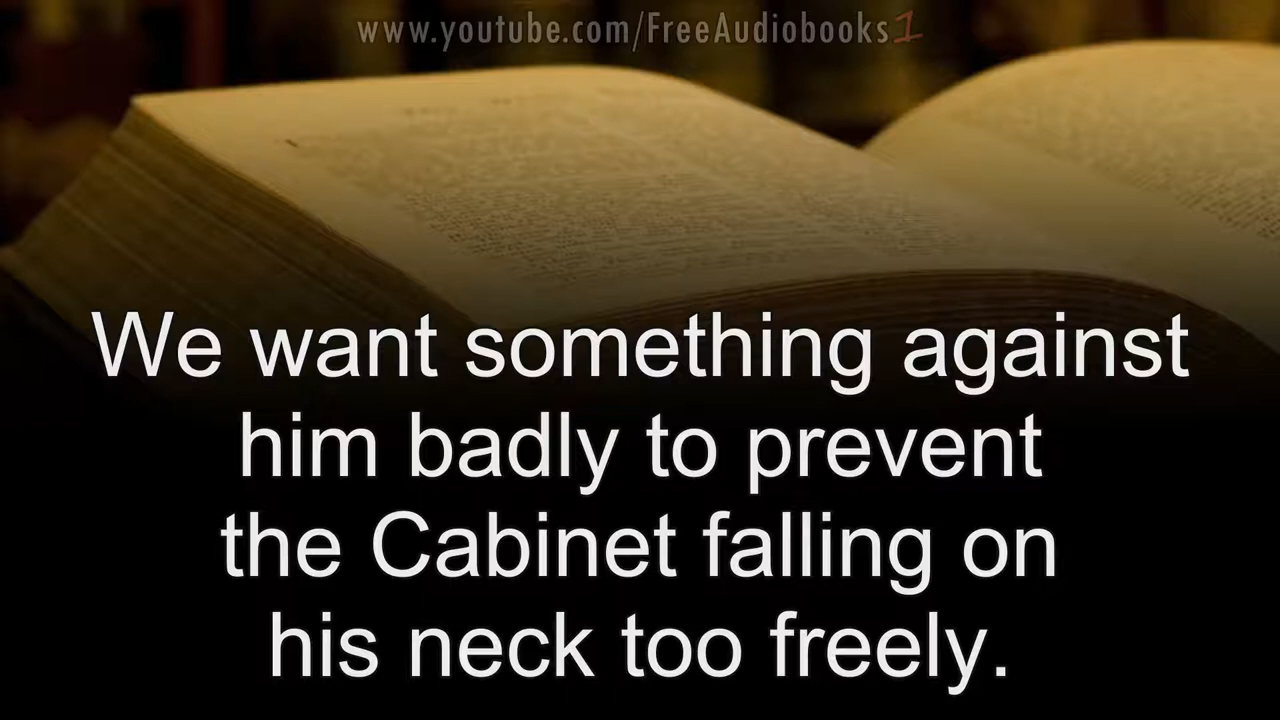 www.youtube.com/FreeAudiobooks1
We want something against
him badly to prevent
the Cabinet falling on
his neck too freely.